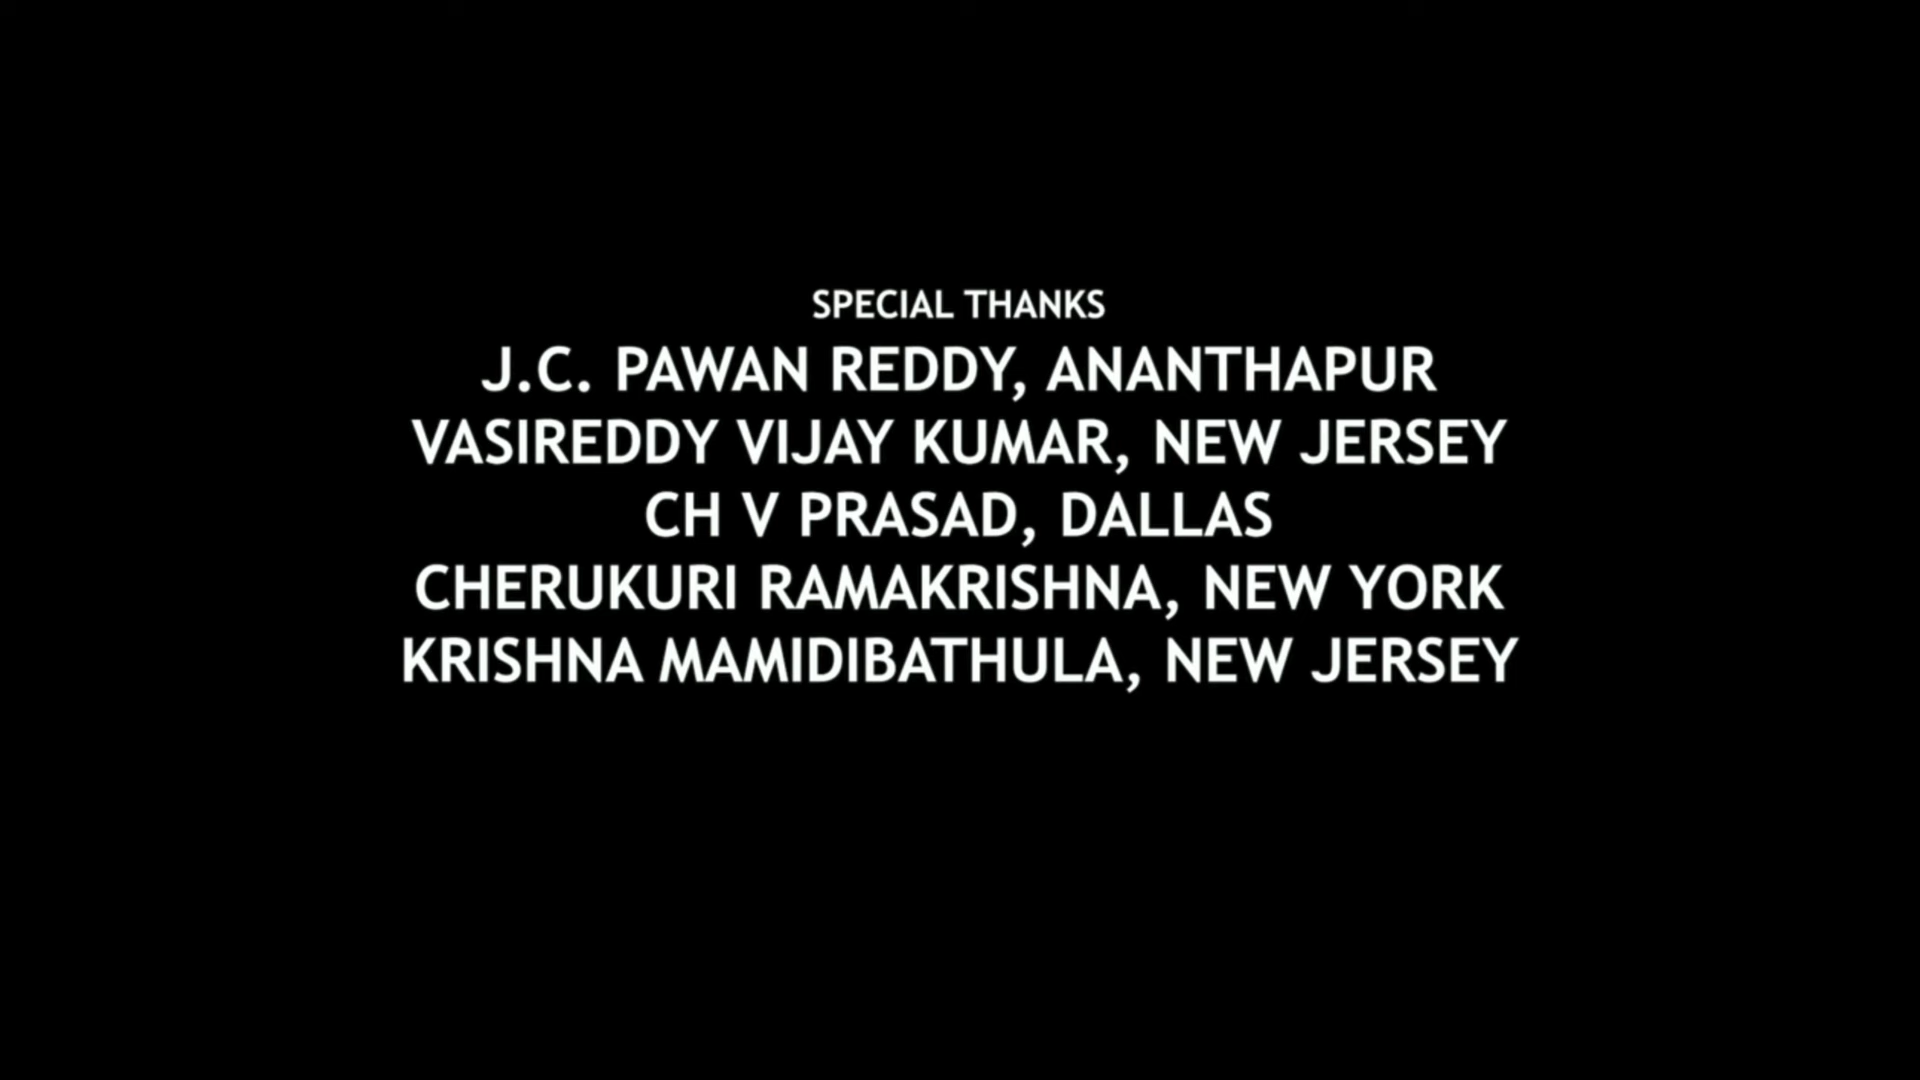 SPECIAL THANKS
J.C. PAWAN REDDY, ANANTHAPUR
VASIREDDY VIJAY KUMAR, NEW JERSEY
CH V PRASAD, DALLAS
CHERUKURI RAMAKRISHNA, NEW YORK
KRISHNA MAMIDIBATHULA, NEW JERSEY